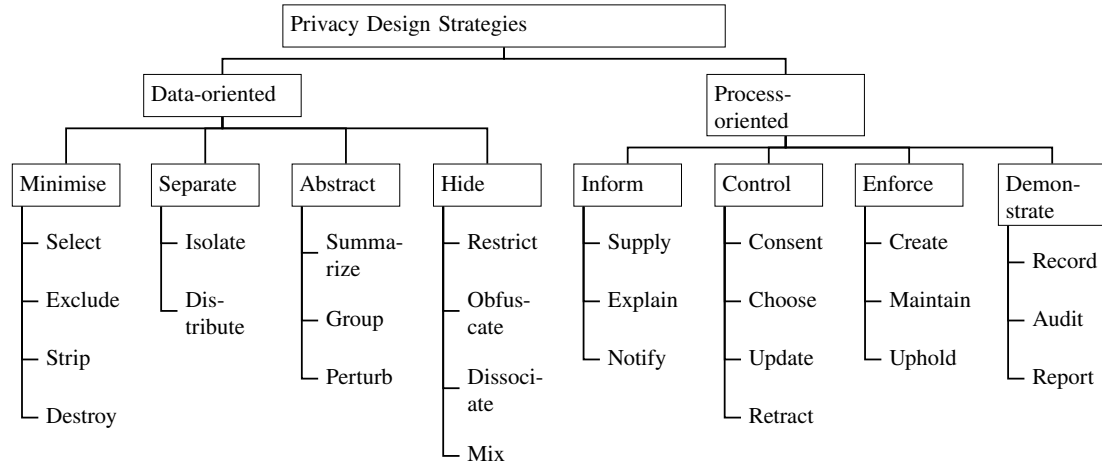 Privacy Design Strategies
Data-oriented
Process-
oriented
Minimise
Separate
Abstract
Hide
Inform
Control
Enforce
Demon-
strate
Select
Exclude
Strip
Destroy
Isolate
Dis-
tribute
Summa-
rize
Group
Perturb
Restrict
Obfus-
cate
Dissoci-
ate
Mix
Supply
Explain
Notify
Consent
Choose
Update
Retract
Create
Maintain
Uphold
Record
Audit
Report